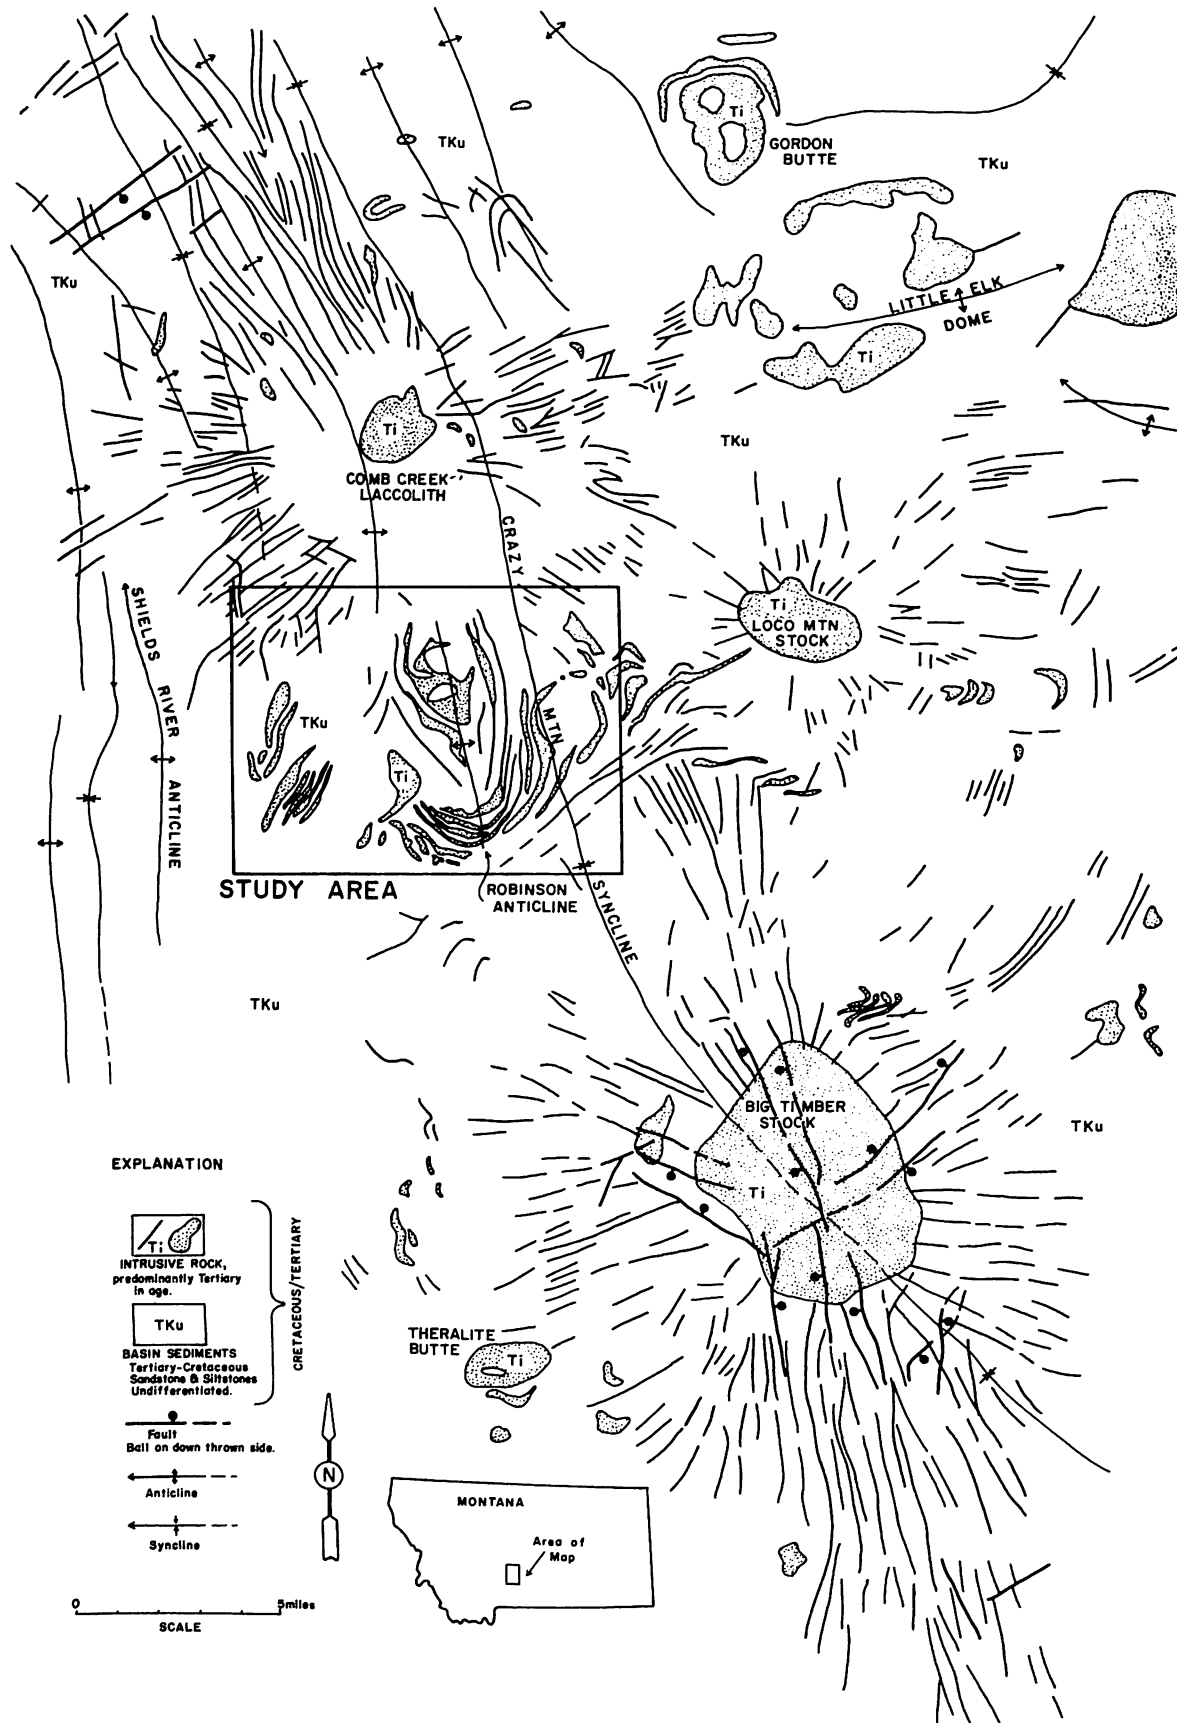 Ti
TKu
GORDON
BUTTE
TKu
TKu
LITTLE ELK
DOME
Ti
Ti
TKu
COMB CREEK
LACCOLITH
CRAZY
Ti
LOCO MTN
STOCK
SHIELDS RIVER ANTICLINE
TKu
MTN
Ti
STUDY AREA
ROBINSON
ANTICLINE
SYNCLINE
TKu
BIG TIMBER
STOCK
TKu
Ti
EXPLANATION
Ti
INTRUSIVE ROCK,
predominantly Tertiary
in age.
TKu
BASIN SEDIMENTS
Tertiary-Cretaceous
Sandstone & Siltstones
Undifferentiated.
CRETACEOUS/TERTIARY
Fault
Ball on down thrown side.
Anticline
Syncline
THERALITE
BUTTE
Ti
N
MONTANA
Area of
Map
0 5miles
SCALE